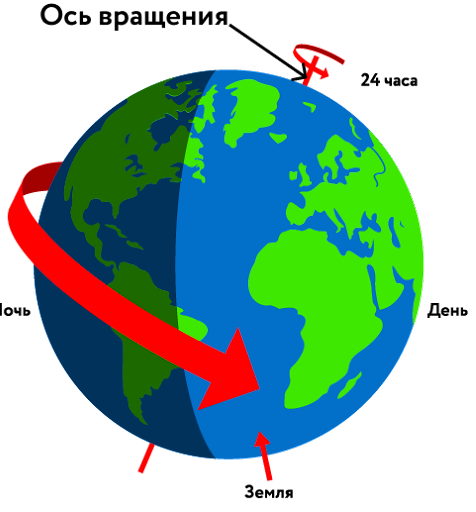 Ось вращения
24 часа
День
Земля